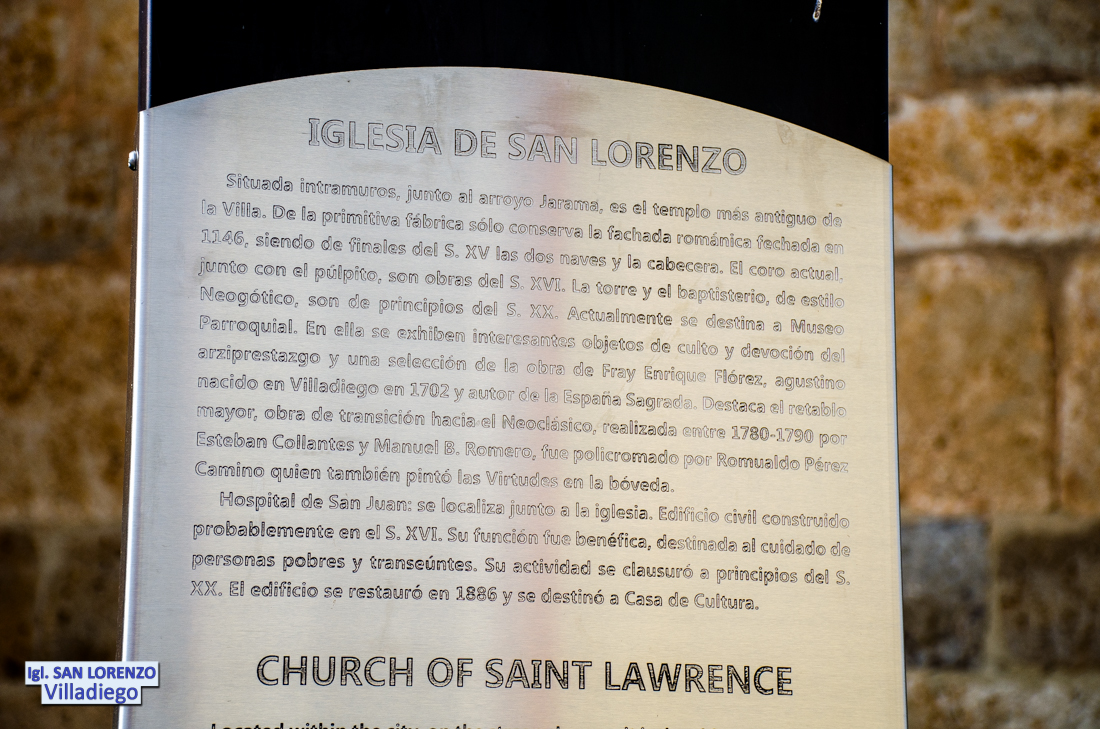 IGLESIA DE SAN LORENZO
Situada intramuros, junto al arroyo Jarama, es el templo más antiguo de
la Villa. De la primitiva fábrica sólo conserva la fachada románica fechada en
1146, siendo de finales del S. XV las dos naves y la cabecera. El coro actual,
junto con el púlpito, son obras del S. XVI. La torre y el baptisterio, de estilo
Neogótico, son de principios del S. XX. Actualmente se destina a Museo
Parroquial. En ella se exhiben interesantes objetos de culto y devoción del
arziprestazgo y una selección de la obra de Fray Enrique Flórez, agustino
nacido en Villadiego en 1702 y autor de la España Sagrada. Destaca el retablo
mayor, obra de transición hacia el Neoclásico, realizada entre 1780-1790 por
Esteban Collantes y Manuel B. Romero, fue policromado por Romualdo Pérez
Camino quien también pintó las Virtudes en la bóveda.
Hospital de San Juan: se localiza junto a la iglesia. Edificio civil construido
probablemente en el S. XVI. Su función fue benéfica, destinada al cuidado de
personas pobres y transeúntes. Su actividad se clausuró a principios del S.
XX. El edificio se restauró en 1886 y se destinó a Casa de Cultura.
CHURCH OF SAINT LAWRENCE
Located within the city, on the
Igl. SAN LORENZO
Villadiego